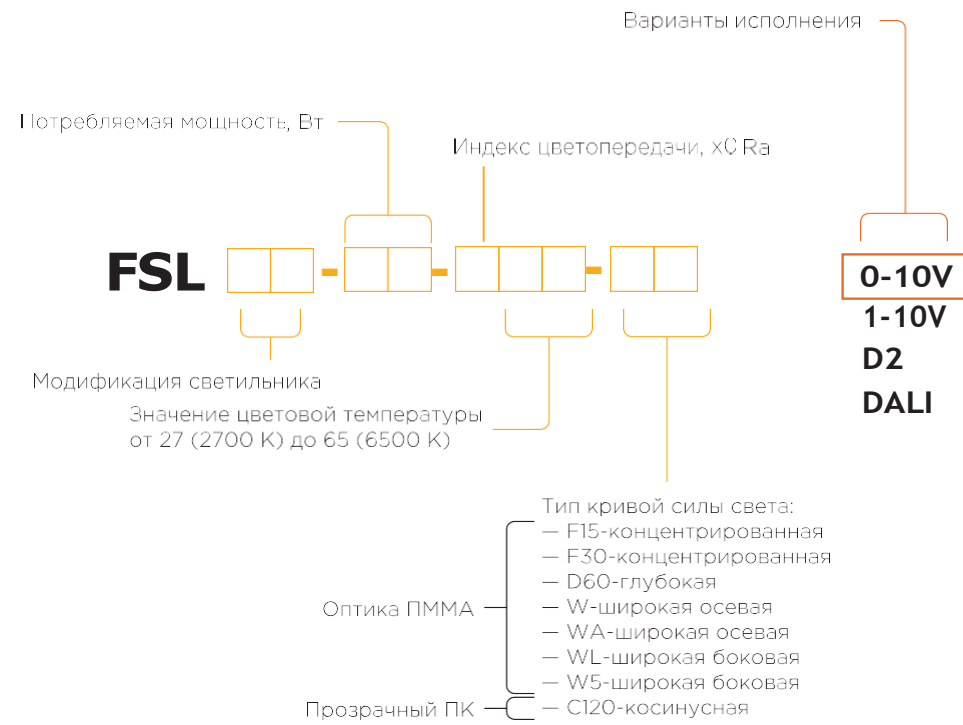 Варианты исполнения
Потребляемая мощность, Вт
Индекс цветопередачи, x0 Ra
FSL - - -
0-10V
1-10V
D2
DALI
Модификация светильника
Значение цветовой температуры
от 27 (2700 К) до 65 (6500 К)
Тип кривой силы света:
— F15-концентрированная
— F30-концентрированная
— D60-глубокая
Оптика ПММА
— W-широкая осевая
— WA-широкая осевая
— WL-широкая боковая
— W5-широкая боковая
Прозрачный ПК
— C120-косинусная